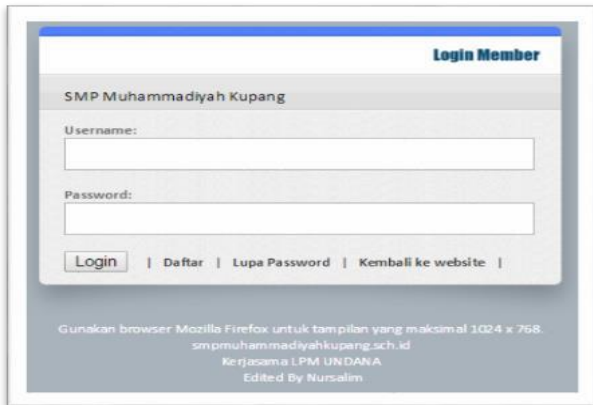 Login Member
SMP Muhammadiyah Kupang
Username:
Password:
Login | Daftar | Lupa Password | Kembali ke website |
Gunakan browser Mozilla Firefox untuk tampilan yang maksimal 1024 x 768.
smpmuhammadiyahkupang.sch.id
Kerjasama LPM UNDANA
Edited By Nursalim